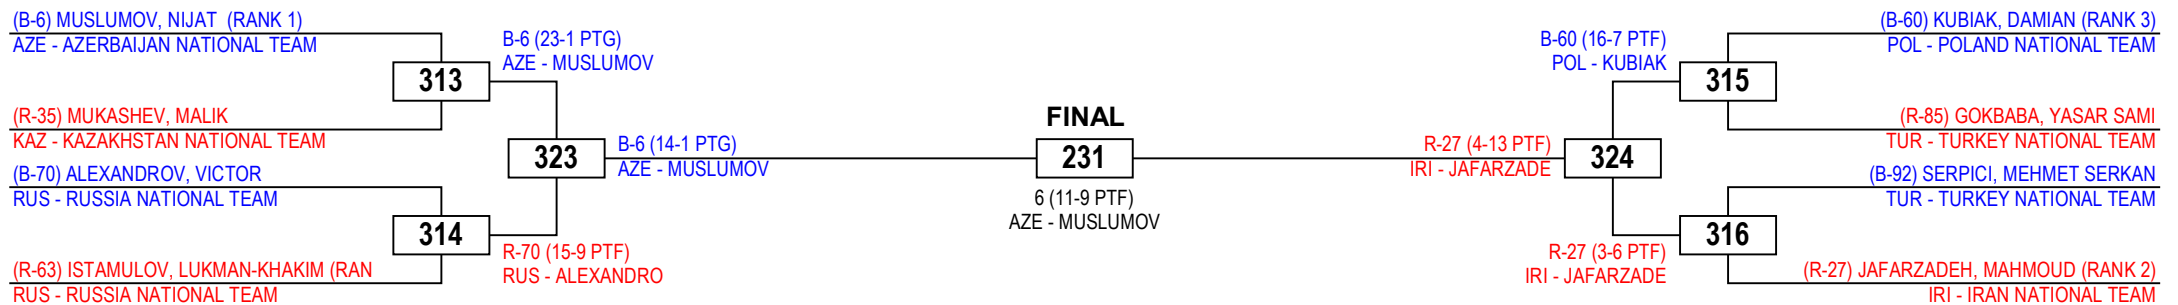 (B-6) MUSLUMOV, NIJAT (RANK 1)
AZE - AZERBAIJAN NATIONAL TEAM
313
(R-35) MUKASHEV, MALIK
KAZ - KAZAKHSTAN NATIONAL TEAM
(B-70) ALEXANDROV, VICTOR
RUS - RUSSIA NATIONAL TEAM
314
(R-63) ISTAMULOV, LUKMAN-KHAKIM (RAN
RUS - RUSSIA NATIONAL TEAM
B-6 (23-1 PTG)
AZE - MUSLUMOV
323
R-70 (15-9 PTF)
RUS - ALEXANDRO
B-6 (14-1 PTG)
AZE - MUSLUMOV
FINAL
231
6 (11-9 PTF)
AZE - MUSLUMOV
R-27 (4-13 PTF)
IRI - JAFARZADE
324
B-60 (16-7 PTF)
POL - KUBIAK
R-27 (3-6 PTF)
IRI - JAFARZADE
(B-60) KUBIAK, DAMIAN (RANK 3)
POL - POLAND NATIONAL TEAM
315
(R-85) GOKBABA, YASAR SAMI
TUR - TURKEY NATIONAL TEAM
(B-92) SERPICI, MEHMET SERKAN
TUR - TURKEY NATIONAL TEAM
316
(R-27) JAFARZADEH, MAHMOUD (RANK 2)
IRI - IRAN NATIONAL TEAM